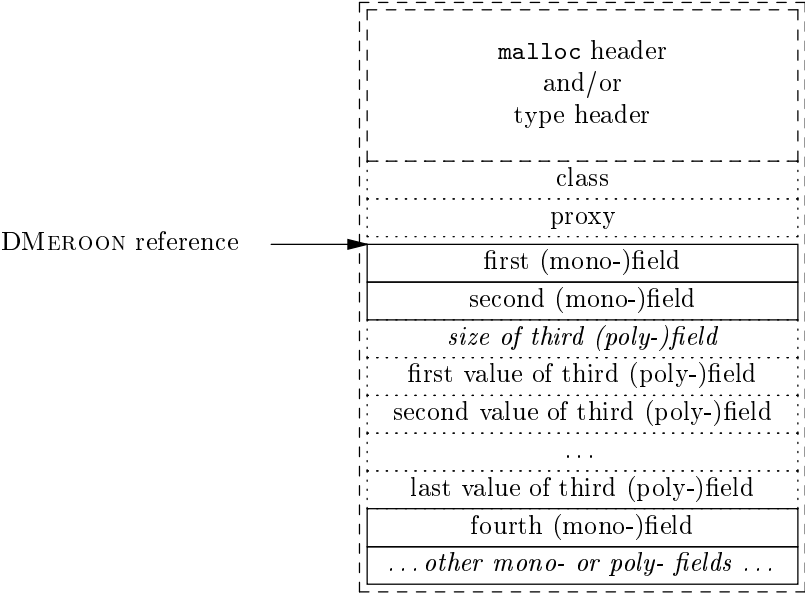 malloc header
and/or
type header
class
proxy
DMEROON reference
first (mono-)field
second (mono-)field
size of third (poly-)field
first value of third (poly-)field
second value of third (poly-)field
...
last value of third (poly-)field
fourth (mono-)field
...other mono- or poly- fields ...